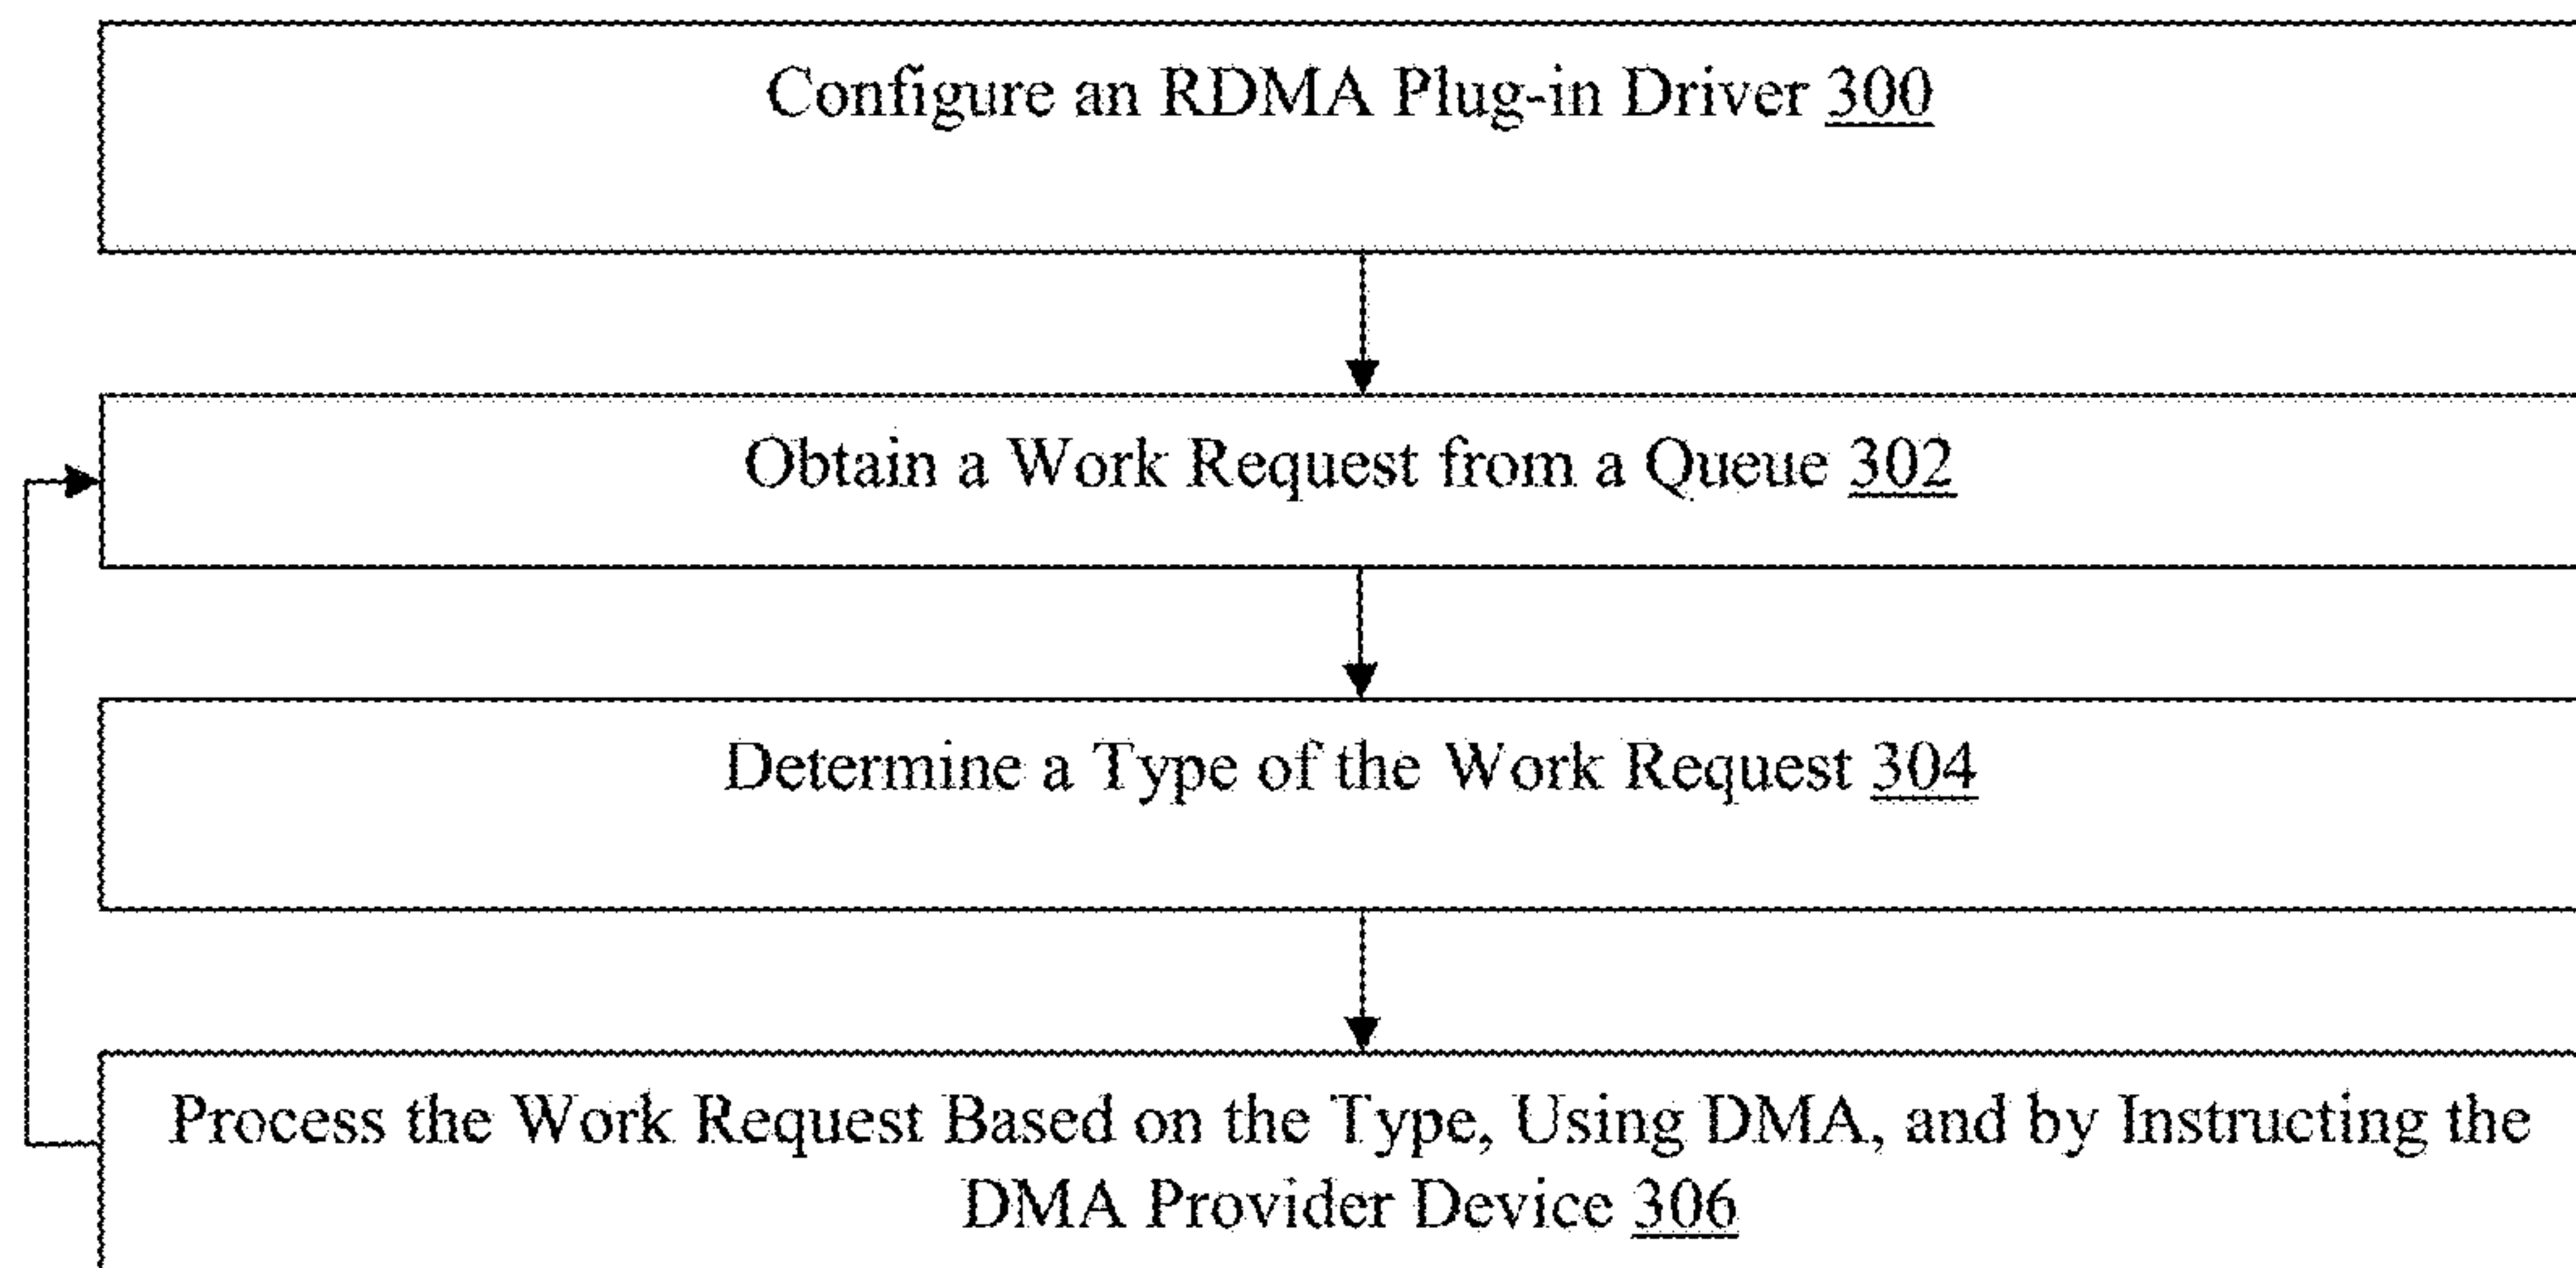 Configure an RDMA Plug-in Driver 300
Obtain a Work Request from a Queue 302
Determine a Type of the Work Request 304
Process the Work Request Based on the Type, Using DMA, and by Instructing the
DMA Provider Device 306